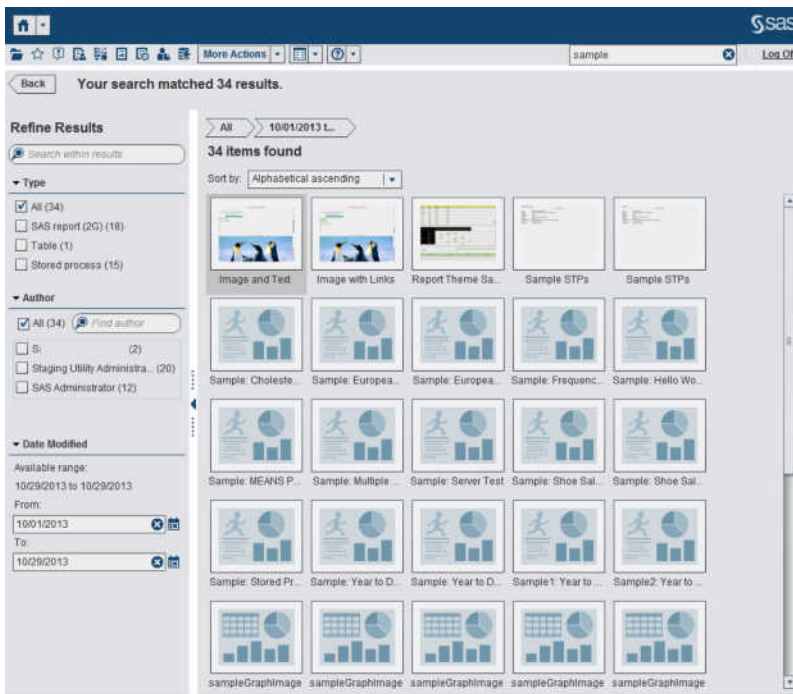 sas
More Actions
sample
Log Of
Back
Your search matched 34 results.
Refine Results
Search within results
Type
All (34)
SAS report (2G) (18)
Table (1)
Stored process (15)
Author
All (34)
Find author
S (2)
Staging Utility Administra... (20)
SAS Administrator (12)
Date Modified
Available range:
10/29/2013 to 10/29/2013
From:
10/01/2013
To:
10/29/2013
All
10/01/2013 t...
34 items found
Sort by: Alphabetical ascending
Image and Text Image with Links Report Theme Sa... Sample STPs Sample STPs
Sample: Choleste... Sample: Europea... Sample: Europea... Sample: Frequenc... Sample: Hello Wo...
Sample: MEANS P... Sample: Multiple ... Sample: Server Test Sample: Shoe Sal... Sample: Shoe Sal...
Sample: Stored Pr... Sample: Year to D... Sample: Year to D... Sample1: Year to ... Sample2: Year to ...
sampleGraphImage sampleGraphImage sampleGraphImage sampleGraphImage sampleGraphImage